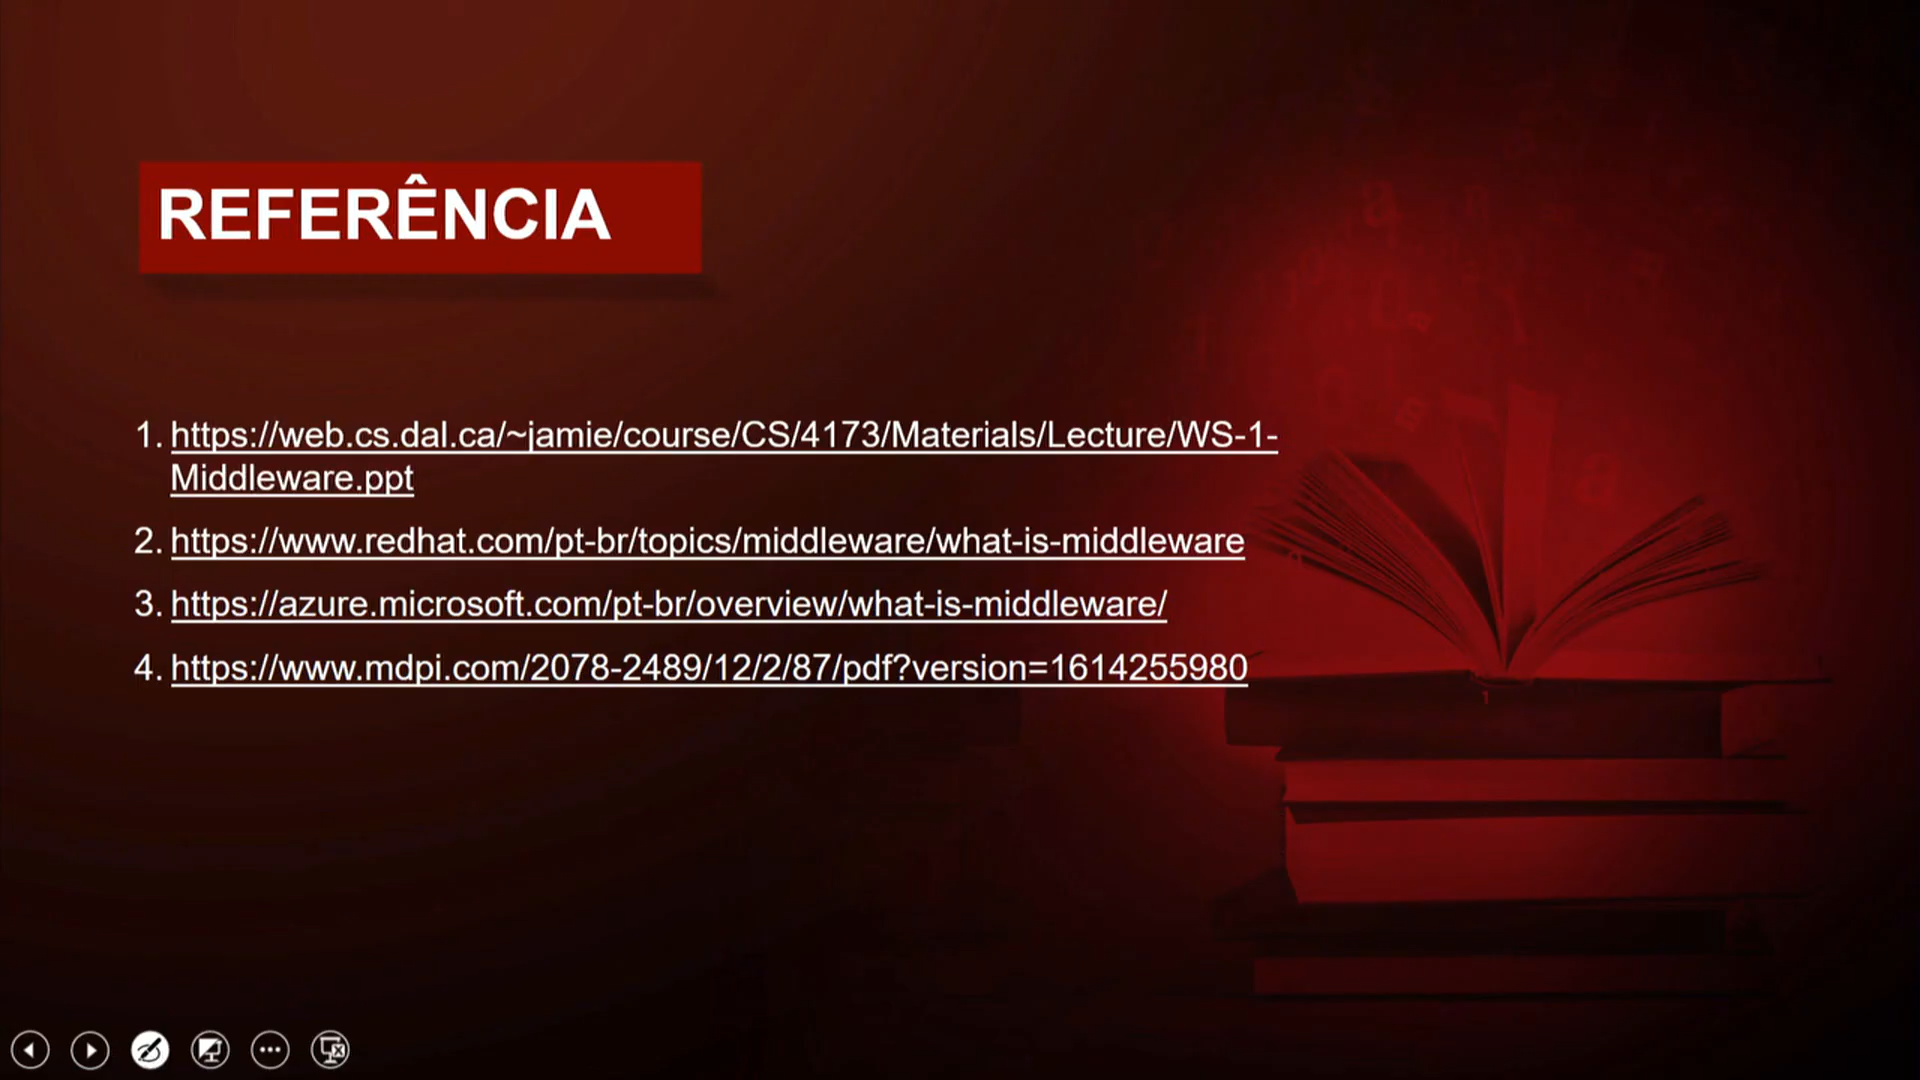 REFERÊNCIA
1. https://web.cs.dal.ca/~jamie/course/CS/4173/Materials/Lecture/WS-1-
Middleware.ppt
2. https://www.redhat.com/pt-br/topics/middleware/what-is-middleware
3. https://azure.microsoft.com/pt-br/overview/what-is-middleware/
4. https://www.mdpi.com/2078-2489/12/2/87/pdf?version=1614255980